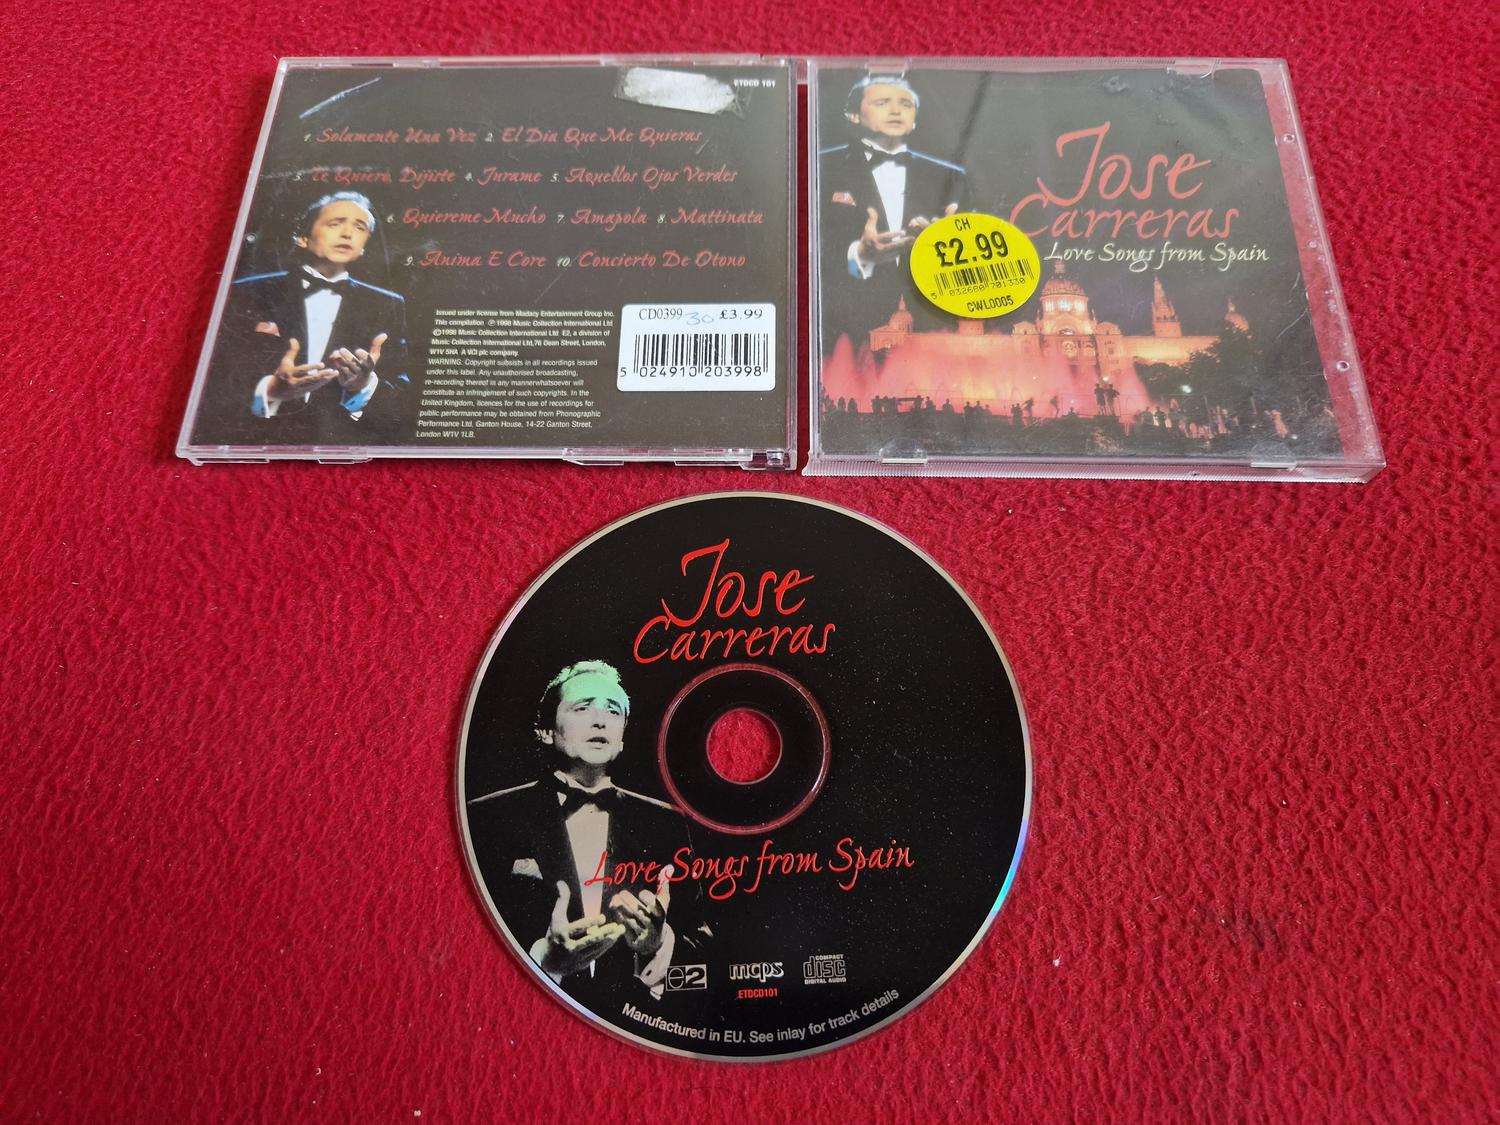 ETDCD 101
1. Solamente Una Vez 2. El Dia Que Me Quieras
3. Te Quiero, Dijiste 4. Jurame 5. Aquellos Ojos Verdes
6. Quiereme Mucho 7. Amapola 8. Mattinata
9. Anima E Core 10. Concierto De Otono
Issued under license from Madacy Entertainment Group Inc.
This compilation ℗ 1998 Music Collection International Ltd
© 1998 Music Collection International Ltd E2, a division of
Music Collection International Ltd, 76 Dean Street, London,
W1V 5HA A VCI plc company.
WARNING: Copyright subsists in all recordings issued
under this label. Any unauthorised broadcasting,
re-recording thereof in any manner whatsoever will
constitute an infringement of such copyrights. In the
United Kingdom, licences for the use of recordings for
public performance may be obtained from Phonographic
Performance Ltd, Ganton House, 14-22 Ganton Street,
London W1V 1LB.
CD0399 30 £3.99
5 024910 203998
Jose
Carreras
Love Songs from Spain
CH
£2.99
5 032680 701330
CWL0005
Jose
Carreras
Love Songs from Spain
e2 mcps COMPACT disc DIGITAL AUDIO
ETDCD101
Manufactured in EU. See inlay for track details